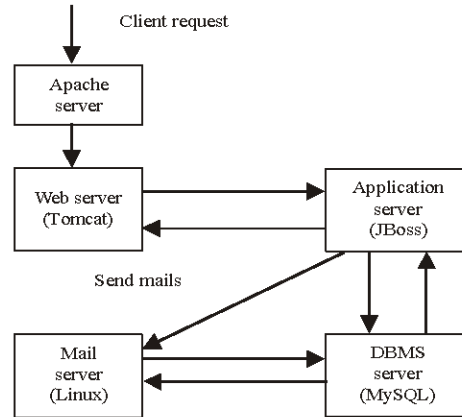 Client request
Apache
server
Web server
(Tomcat)
Application
server
(JBoss)
Send mails
Mail
server
(Linux)
DBMS
server
(MySQL)